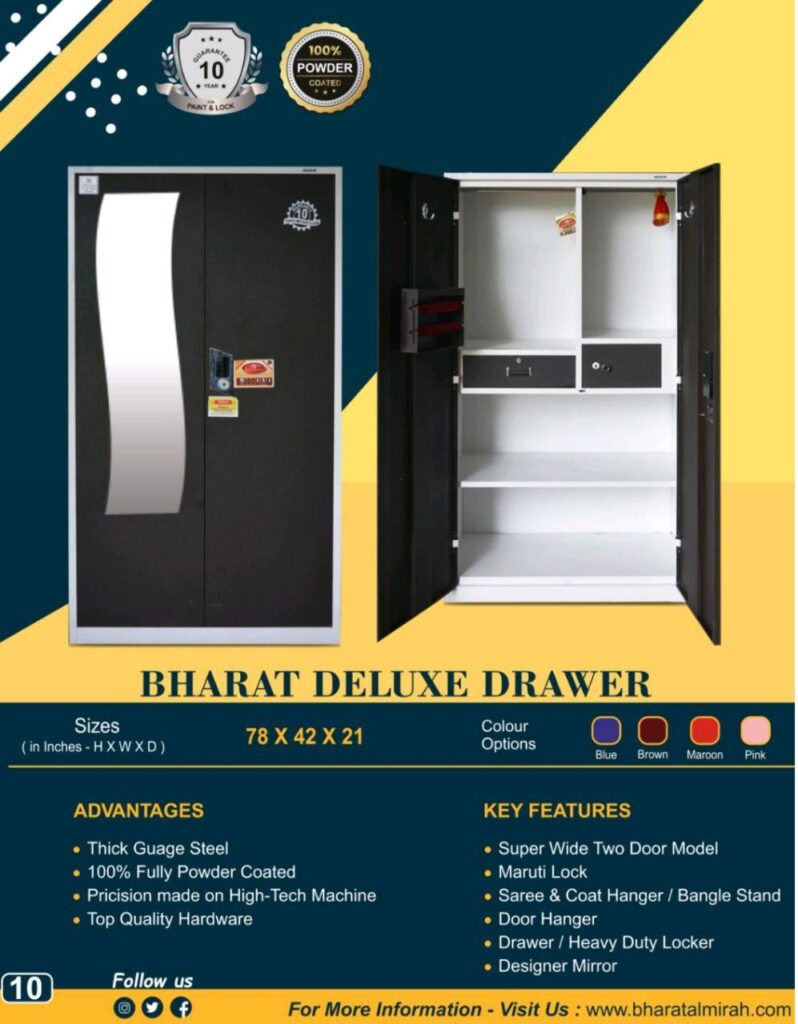 GUARANTEE
10
YEAR
FOR
PAINT & LOCK
100%
POWDER
COATED
10
BHARAT DELUXE DRAWER
Sizes
( in Inches - H X W X D )
78 X 42 X 21
Colour
Options
Blue
Brown
Maroon
Pink
ADVANTAGES
Thick Guage Steel
100% Fully Powder Coated
Pricision made on High-Tech Machine
Top Quality Hardware
KEY FEATURES
Super Wide Two Door Model
Maruti Lock
Saree & Coat Hanger / Bangle Stand
Door Hanger
Drawer / Heavy Duty Locker
Designer Mirror
10
Follow us
For More Information - Visit Us : www.bharatalmirah.com